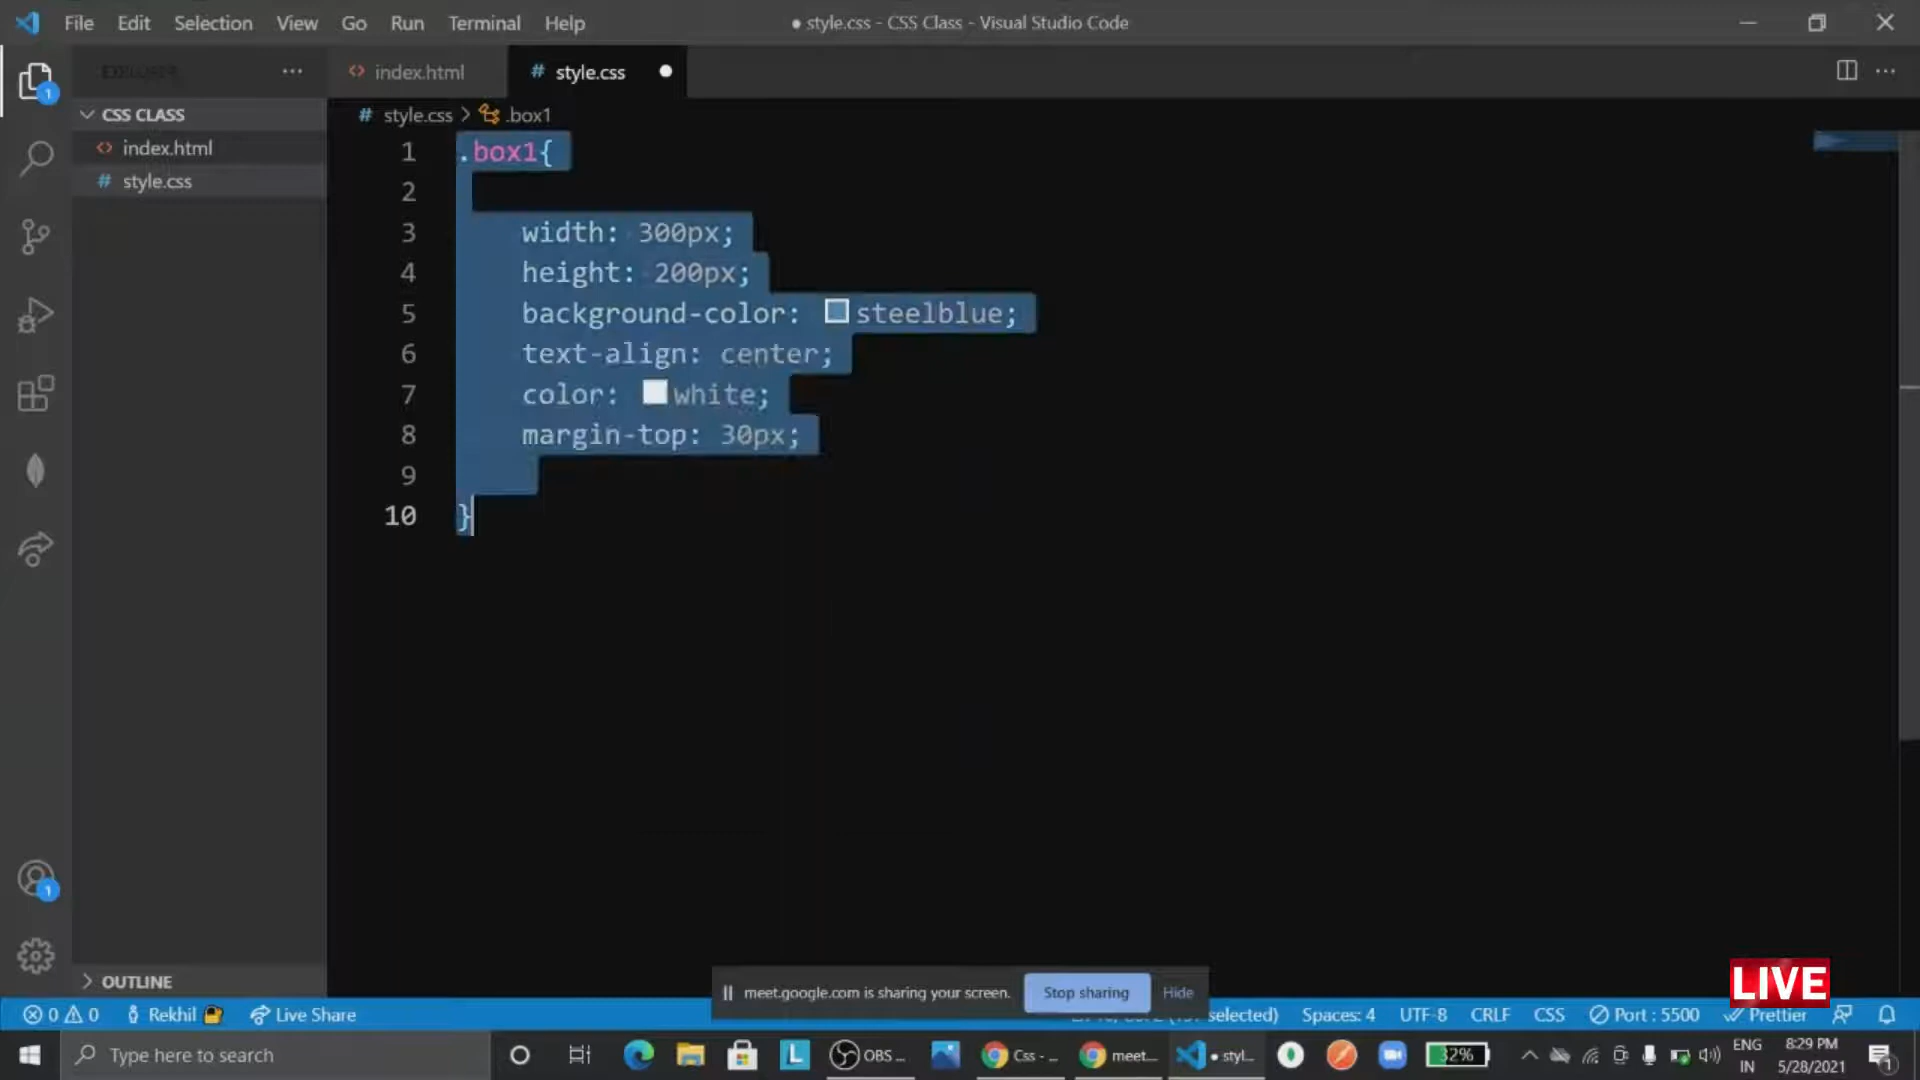 File Edit Selection View Go Run Terminal Help
● style.css - CSS Class - Visual Studio Code
EXPLORER
index.html
# style.css
CSS CLASS
index.html
# style.css
# style.css > .box1
1 .box1{
2
3 width: 300px;
4 height: 200px;
5 background-color: steelblue;
6 text-align: center;
7 color: white;
8 margin-top: 30px;
9
10 }
1
1
OUTLINE
meet.google.com is sharing your screen. Stop sharing Hide
LIVE
0 0 Rekhil Live Share
selected) Spaces: 4 UTF-8 CRLF CSS Port : 5500 Prettier
Type here to search
L OBS ... Css - ... meet... ● styl... 32%
ENG
IN
8:29 PM
5/28/2021
1